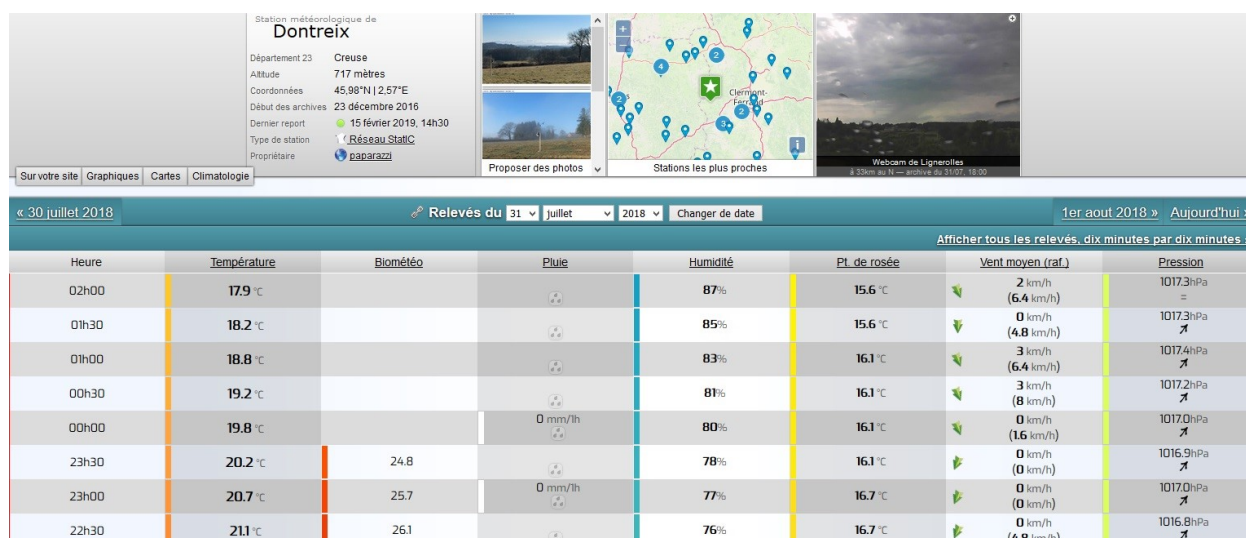 Station météorologique de
Dontreix
Département 23 Creuse
Altitude 717 mètres
Coordonnées 45,98°N | 2,57°E
Début des archives 23 décembre 2016
Dernier report 15 février 2019, 14h30
Type de station Réseau StatIC
Propriétaire paparazzi
Proposer des photos
+
−
4
2
2
2
3
Clermont-
Ferrand
i
Stations les plus proches
Webcam de Lignerolles
à 33km au N — archive du 31/07, 18:00
Sur votre site Graphiques Cartes Climatologie
« 30 juillet 2018 Relevés du 31 juillet 2018 Changer de date 1er aout 2018 » Aujourd'hui »
Afficher tous les relevés, dix minutes par dix minutes
Heure Température Biométéo Pluie Humidité Pt. de rosée Vent moyen (raf.) Pression
02h00 17.9 °C 87% 15.6 °C 2 km/h (6.4 km/h) 1017.3hPa =
01h30 18.2 °C 85% 15.6 °C 0 km/h (4.8 km/h) 1017.3hPa
01h00 18.8 °C 83% 16.1 °C 3 km/h (6.4 km/h) 1017.4hPa
00h30 19.2 °C 81% 16.1 °C 3 km/h (8 km/h) 1017.2hPa
00h00 19.8 °C 0 mm/1h 80% 16.1 °C 0 km/h (1.6 km/h) 1017.0hPa
23h30 20.2 °C 24.8 78% 16.1 °C 0 km/h (0 km/h) 1016.9hPa
23h00 20.7 °C 25.7 0 mm/1h 77% 16.7 °C 0 km/h (0 km/h) 1017.0hPa
22h30 21.1 °C 26.1 76% 16.7 °C 0 km/h (4.8 km/h) 1016.8hPa